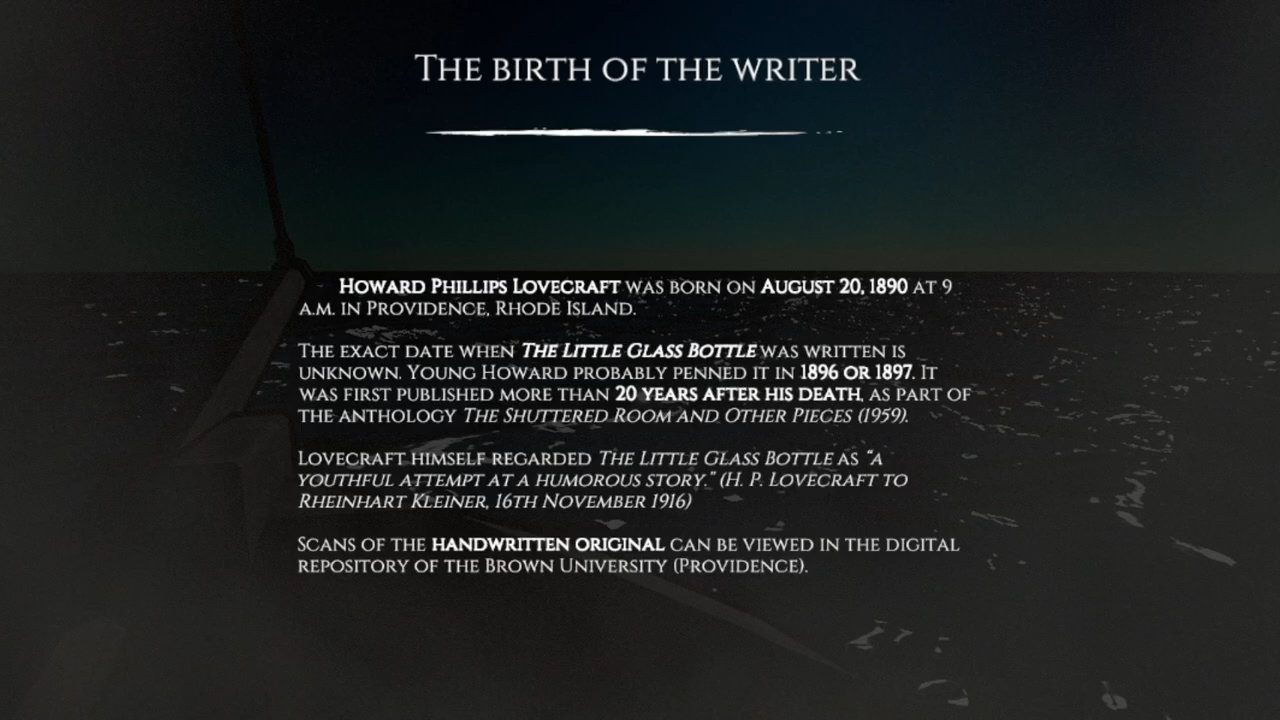 The birth of the writer
Howard Phillips Lovecraft was born on August 20, 1890 at 9
a.m. in Providence, Rhode Island.
The exact date when The Little Glass Bottle was written is
unknown. Young Howard probably penned it in 1896 or 1897. It
was first published more than 20 years after his death, as part of
the anthology The Shuttered Room and Other Pieces (1959).
Lovecraft himself regarded The Little Glass Bottle as “a
youthful attempt at a humorous story.” (H. P. Lovecraft to
Rheinhart Kleiner, 16th November 1916)
Scans of the handwritten original can be viewed in the digital
repository of the Brown University (Providence).